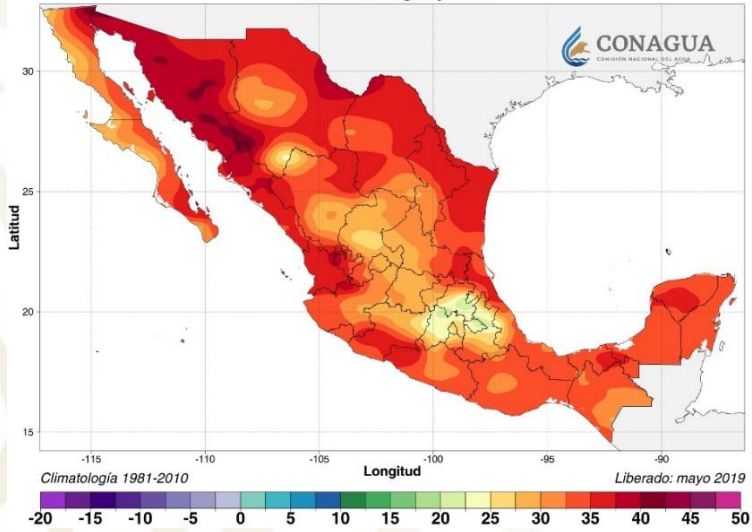 CONAGUA
COMISIÓN NACIONAL DEL AGUA
30
25
20
15
Latitud
-115 -110 -105 -100 -95 -90
Longitud
Climatología 1981-2010
Liberado: mayo 2019
-20 -15 -10 -5 0 5 10 15 20 25 30 35 40 45 50